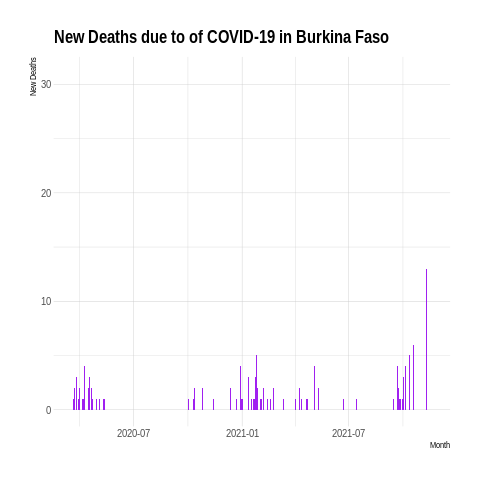 New Deaths due to of COVID-19 in Burkina Faso
New Deaths
30
20
10
0
2020-07
2021-01
2021-07
Month